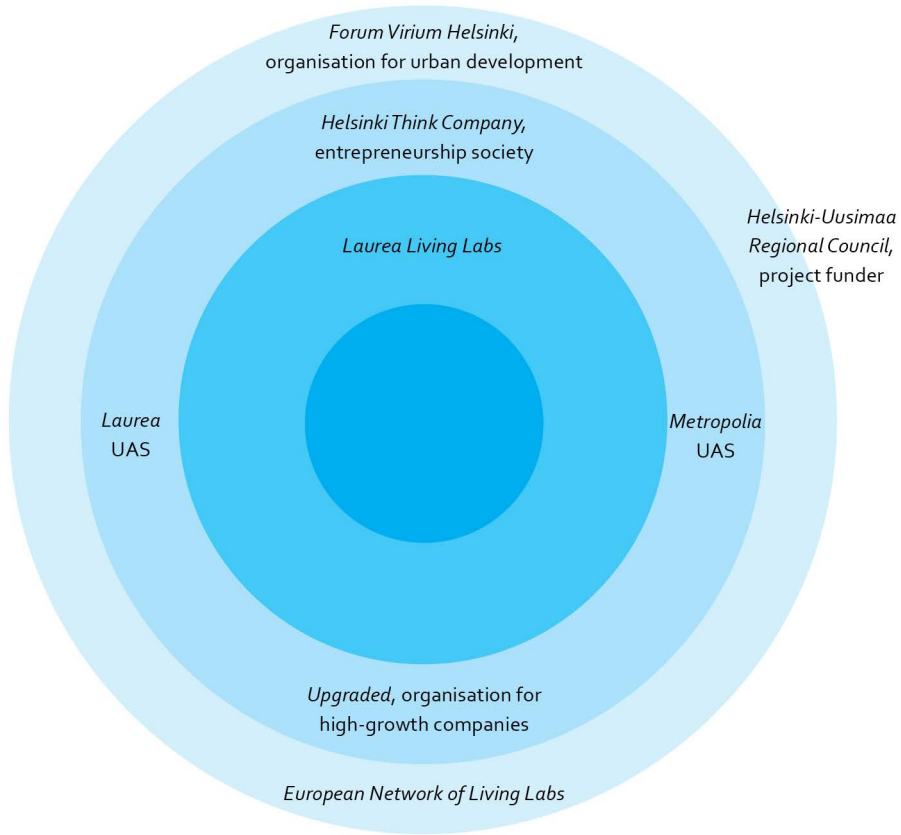 Forum Virium Helsinki,
organisation for urban development
Helsinki Think Company,
entrepreneurship society
Helsinki-Uusimaa
Regional Council,
project funder
Laurea Living Labs
Laurea
UAS
Metropolia
UAS
Upgraded, organisation for
high-growth companies
European Network of Living Labs